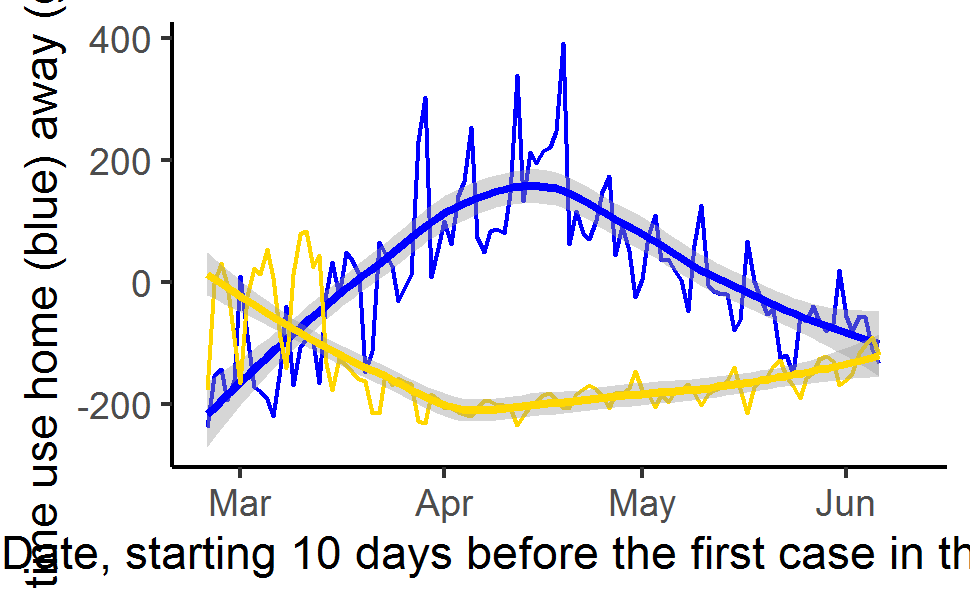 time use home (blue) away (
400
200
0
-200
Mar Apr May Jun
Date, starting 10 days before the first case in th